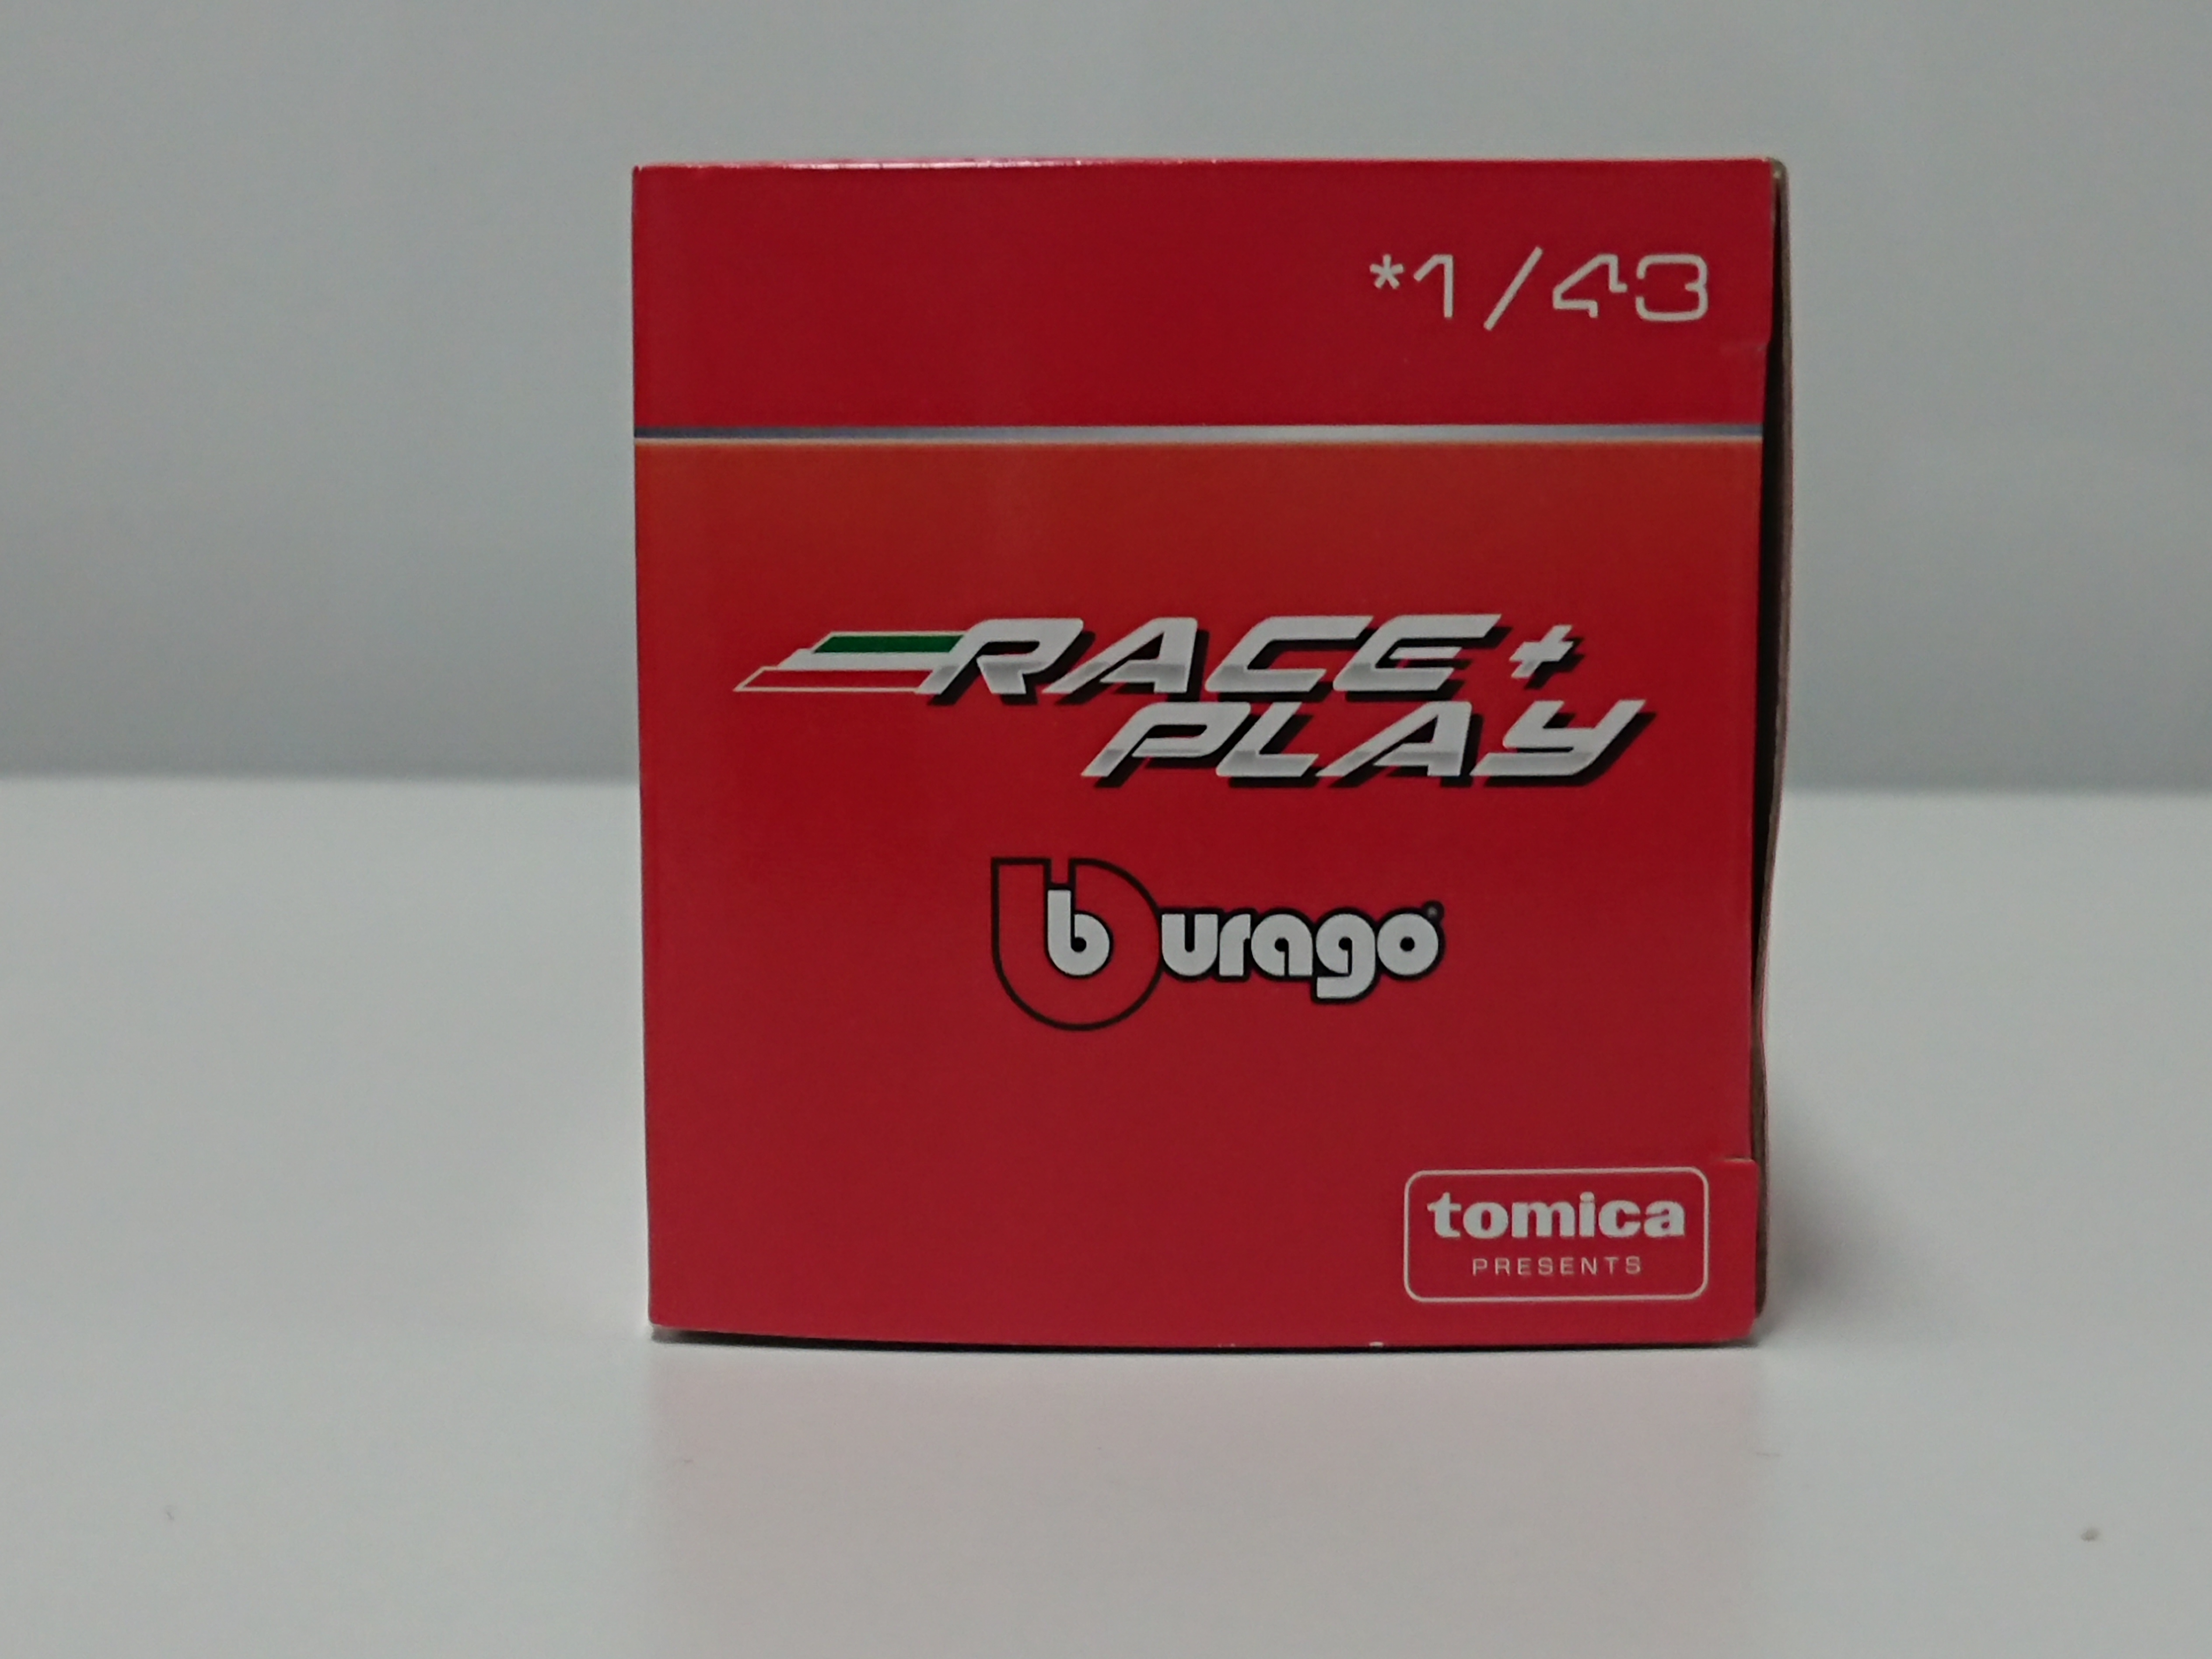 *1/43
RACE+
PLAY
burago
tomica
PRESENTS